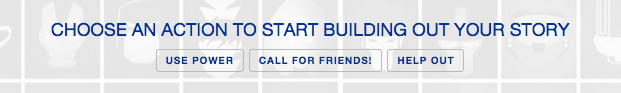 CHOOSE AN ACTION TO START BUILDING OUT YOUR STORY
USE POWER CALL FOR FRIENDS! HELP OUT